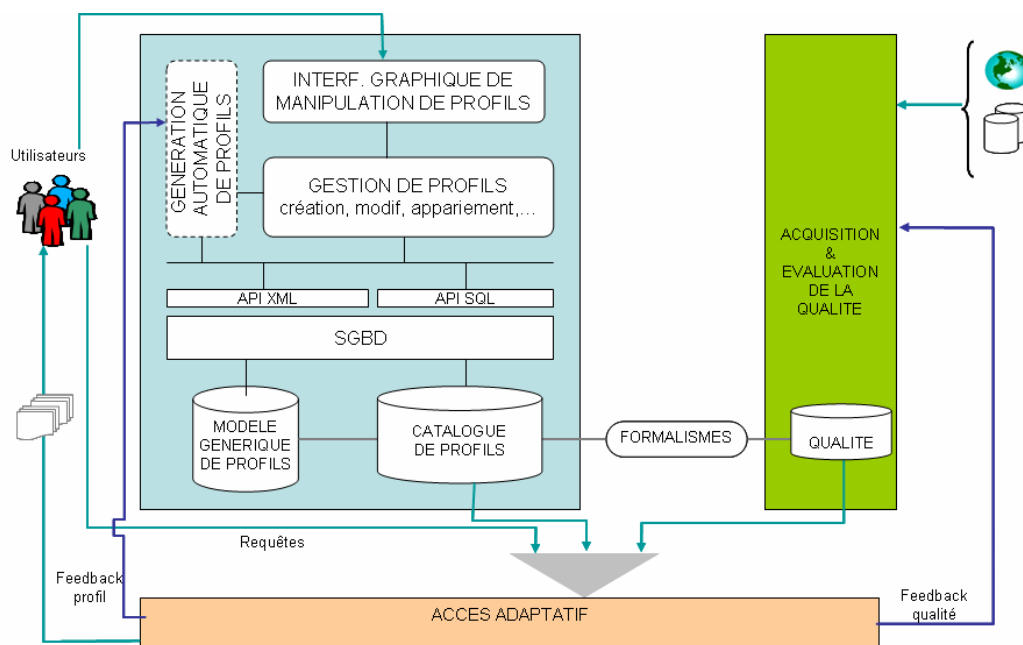 INTERF. GRAPHIQUE DE
MANIPULATION DE PROFILS
GENERATION
AUTOMATIQUE
DE PROFILS
Utilisateurs
GESTION DE PROFILS
création, modif, appariement,...
ACQUISITION
&
EVALUATION
DE LA
QUALITE
API XML
API SQL
SGBD
MODELE
GENERIQUE
DE PROFILS
CATALOGUE
DE PROFILS
FORMALISMES
QUALITE
Requêtes
Feedback
profil
ACCES ADAPTATIF
Feedback
qualité